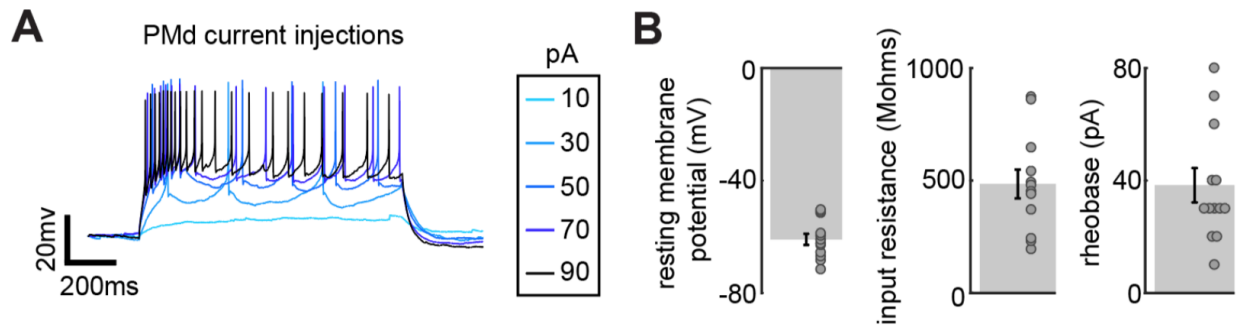 A
PMd current injections
pA
10
30
50
70
90
20mv
200ms
B
resting membrane
potential (mV)
0
-40
-80
input resistance (Mohms)
1000
500
0
rheobase (pA)
80
40
0